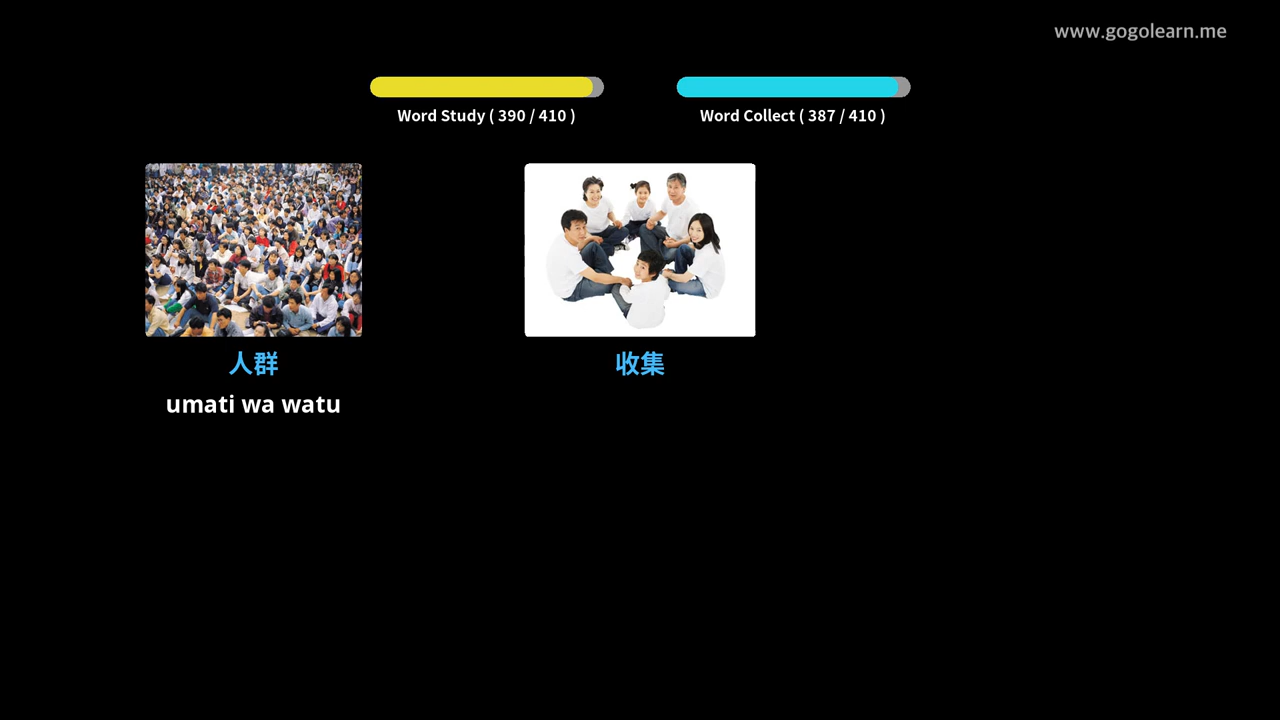 www.gogolearn.me
Word Study ( 390 / 410 )
Word Collect ( 387 / 410 )
人群
收集
umati wa watu